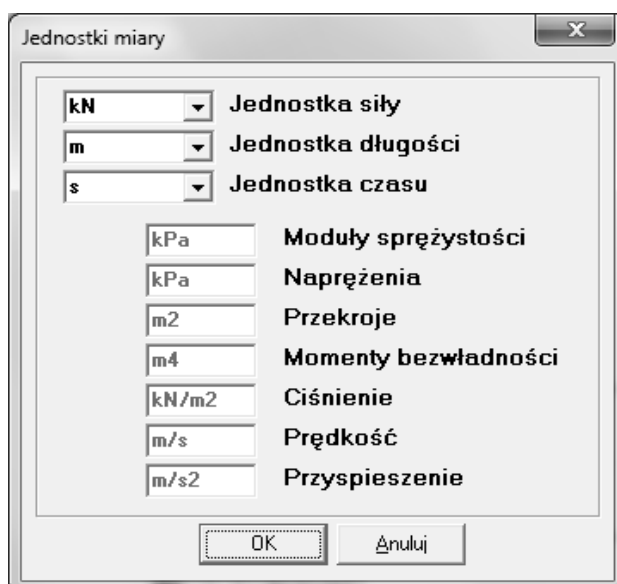 Jednostki miary
kN Jednostka siły
m Jednostka długości
s Jednostka czasu
kPa Moduły sprężystości
kPa Naprężenia
m2 Przekroje
m4 Momenty bezwładności
kN/m2 Ciśnienie
m/s Prędkość
m/s2 Przyspieszenie
OK Anuluj